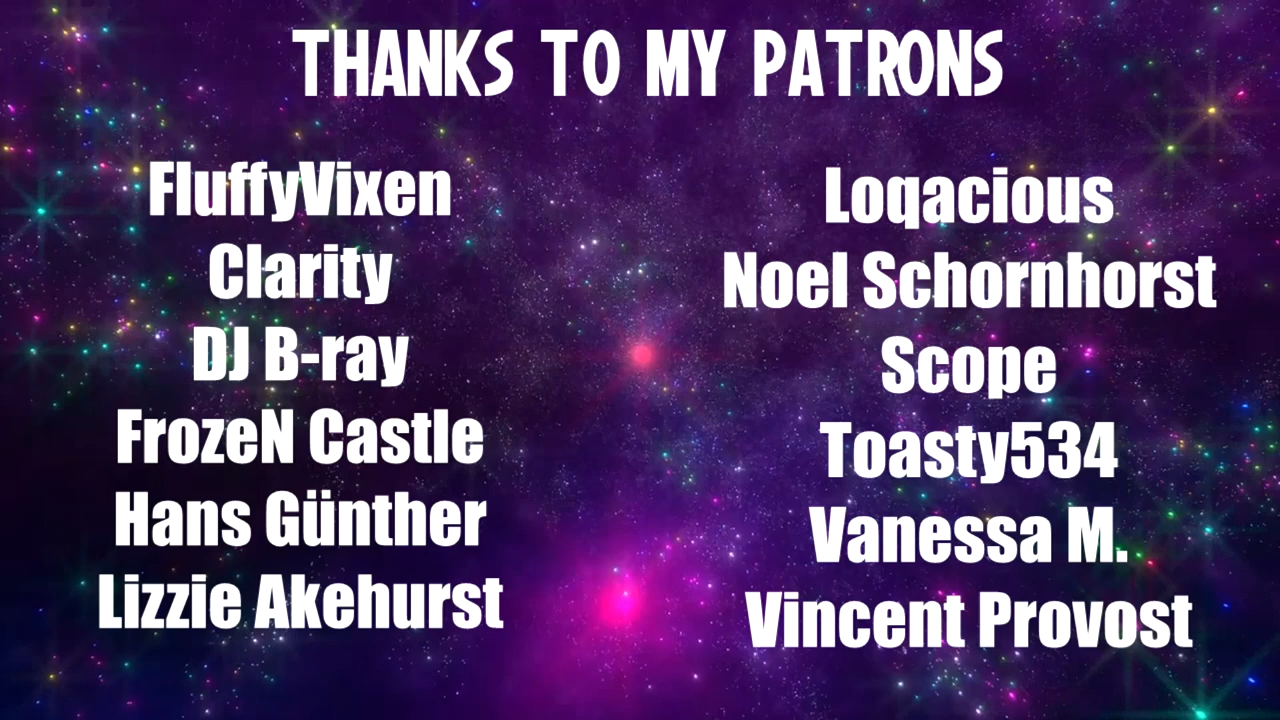 THANKS TO MY PATRONS
FluffyVixen
Clarity
DJ B-ray
FrozeN Castle
Hans Günther
Lizzie Akehurst
Loqacious
Noel Schornhorst
Scope
Toasty534
Vanessa M.
Vincent Provost